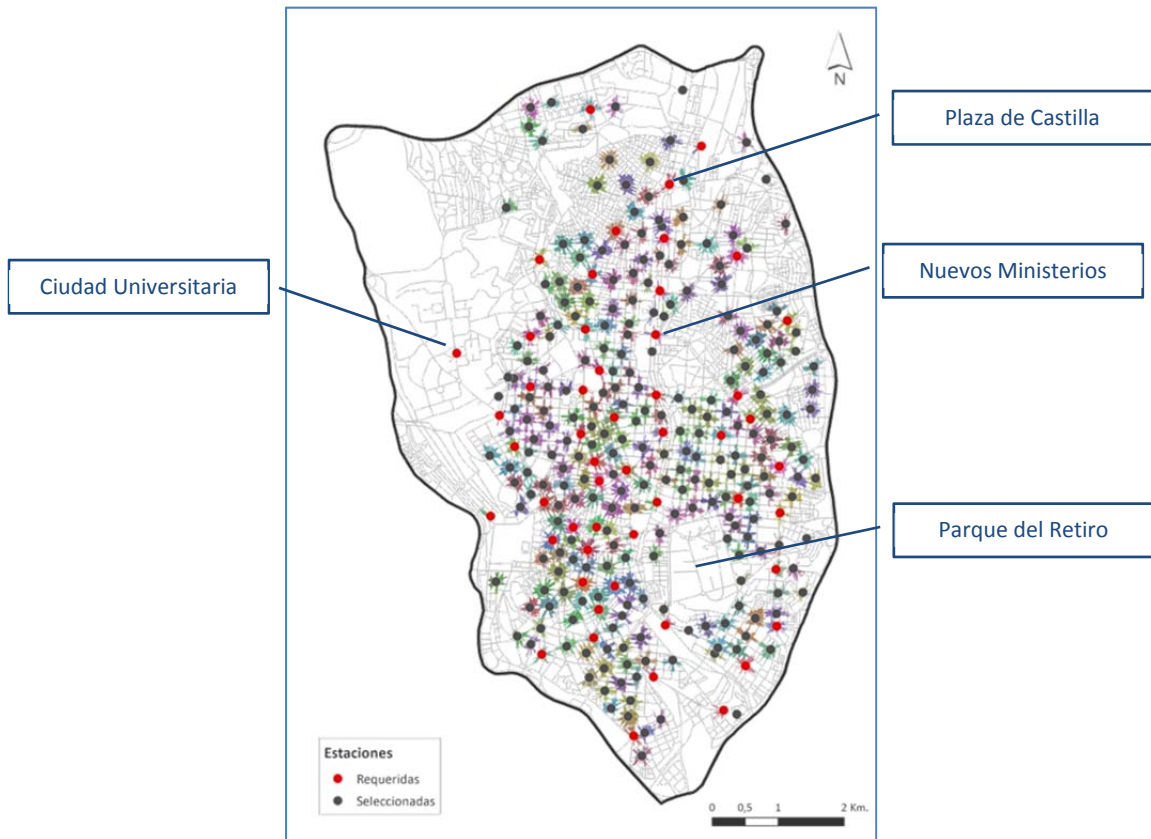 N
Plaza de Castilla
Ciudad Universitaria
Nuevos Ministerios
Parque del Retiro
Estaciones
Requeridas
Seleccionadas
0 0,5 1 2 Km.